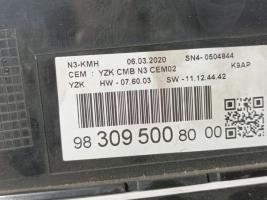 N3-KMH 06.03.2020 SN4- 0504844
CEM : YZK CMB N3 CEM02 K9AP
YZK HW - 07.60.03 SW - 11.12.44.42
98 309 500 80 00